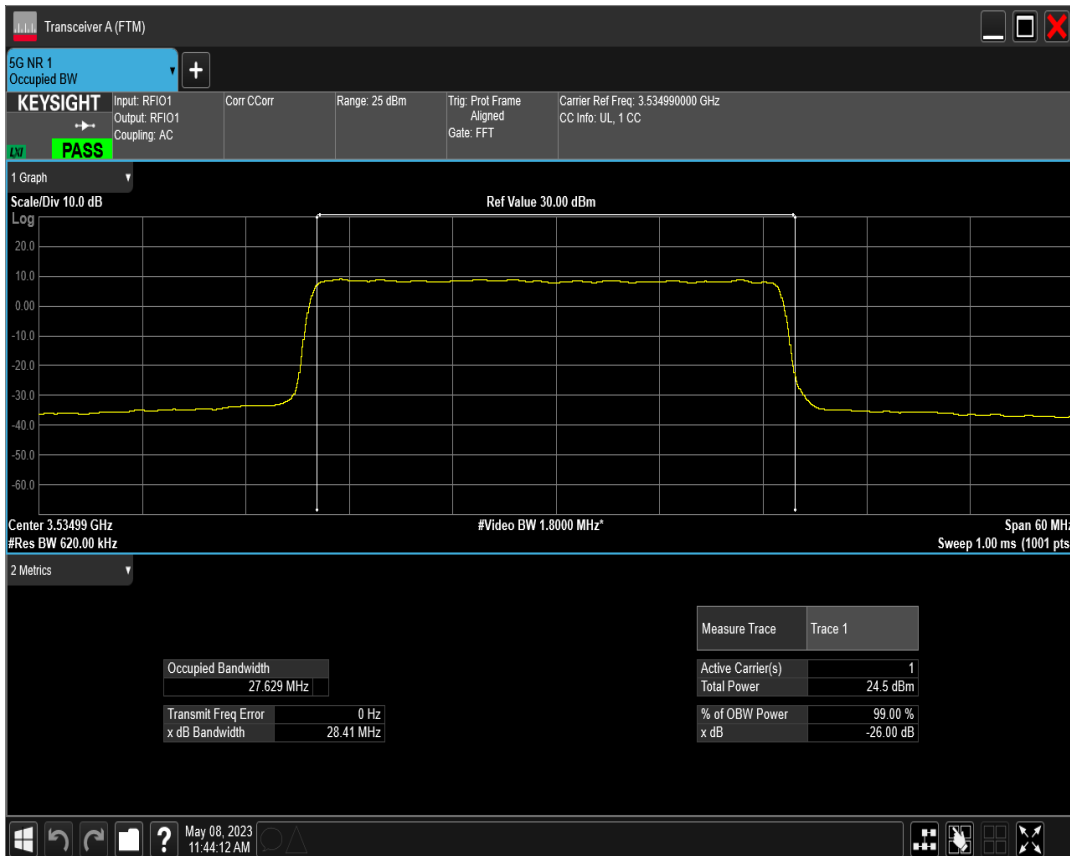 Transceiver A (FTM)
5G NR 1
Occupied BW
+
KEYSIGHT
LXI
PASS
Input: RFIO1
Output: RFIO1
Coupling: AC
Corr CCorr
Range: 25 dBm
Trig: Prot Frame
Aligned
Gate: FFT
Carrier Ref Freq: 3.534990000 GHz
CC Info: UL, 1 CC
1 Graph
Scale/Div 10.0 dB
Ref Value 30.00 dBm
Log
20.0
10.0
0.00
-10.0
-20.0
-30.0
-40.0
-50.0
-60.0
Center 3.53499 GHz
#Video BW 1.8000 MHz*
Span 60 MHz
#Res BW 620.00 kHz
Sweep 1.00 ms (1001 pts
2 Metrics
Measure Trace Trace 1
Occupied Bandwidth
27.629 MHz
Active Carrier(s) 1
Total Power 24.5 dBm
Transmit Freq Error 0 Hz
x dB Bandwidth 28.41 MHz
% of OBW Power 99.00 %
x dB -26.00 dB
?
May 08, 2023
11:44:12 AM